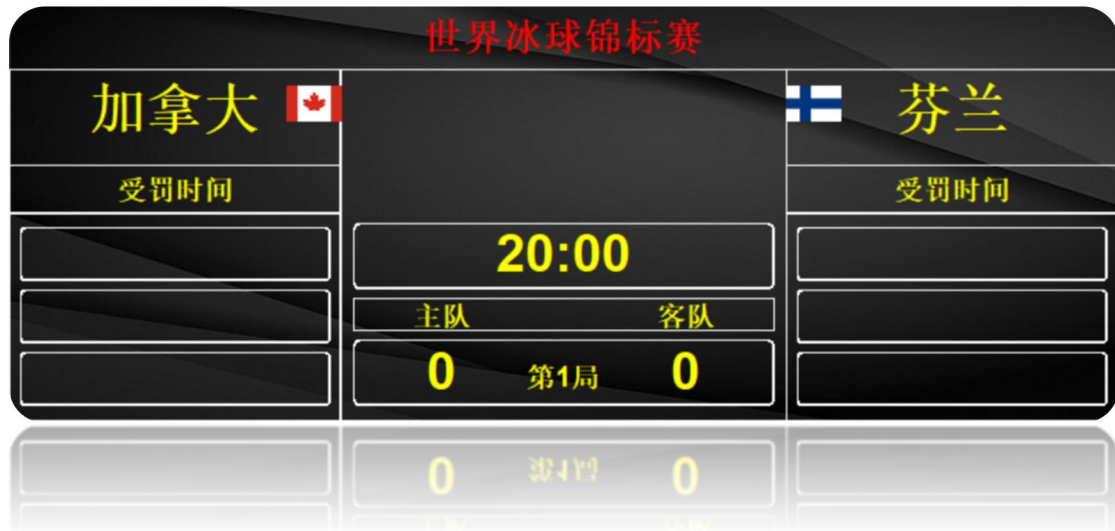 世界冰球锦标赛
加拿大 芬兰
受罚时间 受罚时间
20:00
主队 客队
0 第1局 0